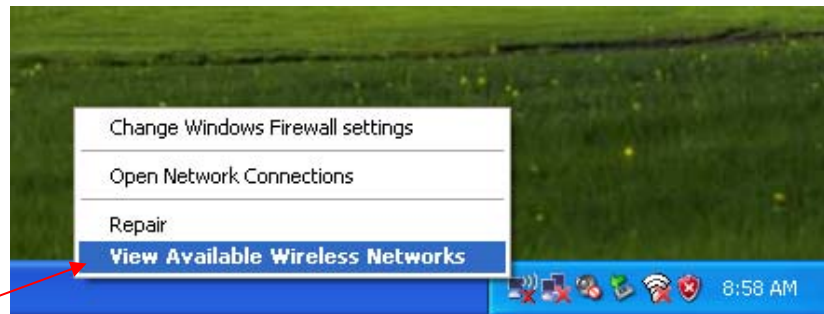 Change Windows Firewall settings
Open Network Connections
Repair
View Available Wireless Networks
8:58 AM